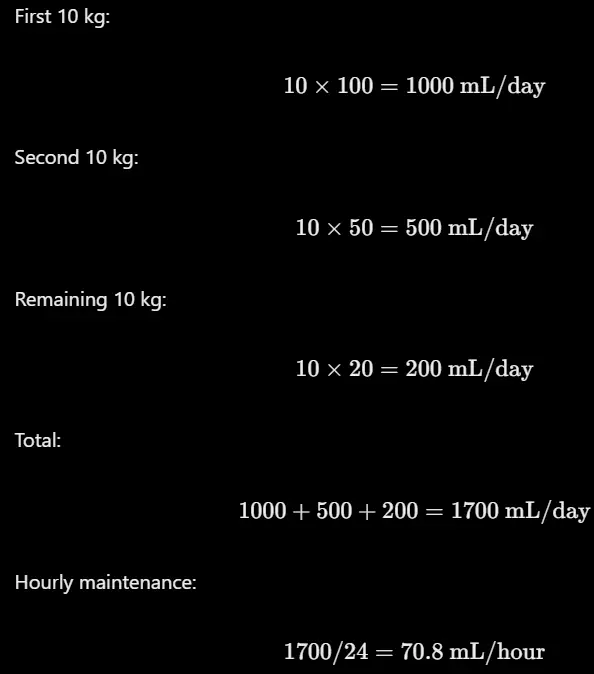 First 10 kg:
10 × 100 = 1000 mL/day
Second 10 kg:
10 × 50 = 500 mL/day
Remaining 10 kg:
10 × 20 = 200 mL/day
Total:
1000 + 500 + 200 = 1700 mL/day
Hourly maintenance:
1700/24 = 70.8 mL/hour